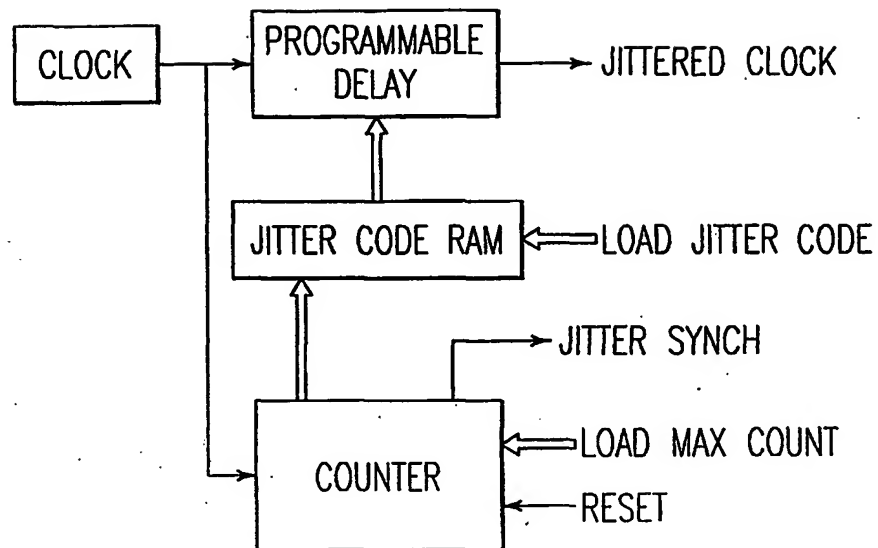 CLOCK
PROGRAMMABLE
DELAY
JITTERED CLOCK
JITTER CODE RAM
LOAD JITTER CODE
JITTER SYNCH
COUNTER
LOAD MAX COUNT
RESET